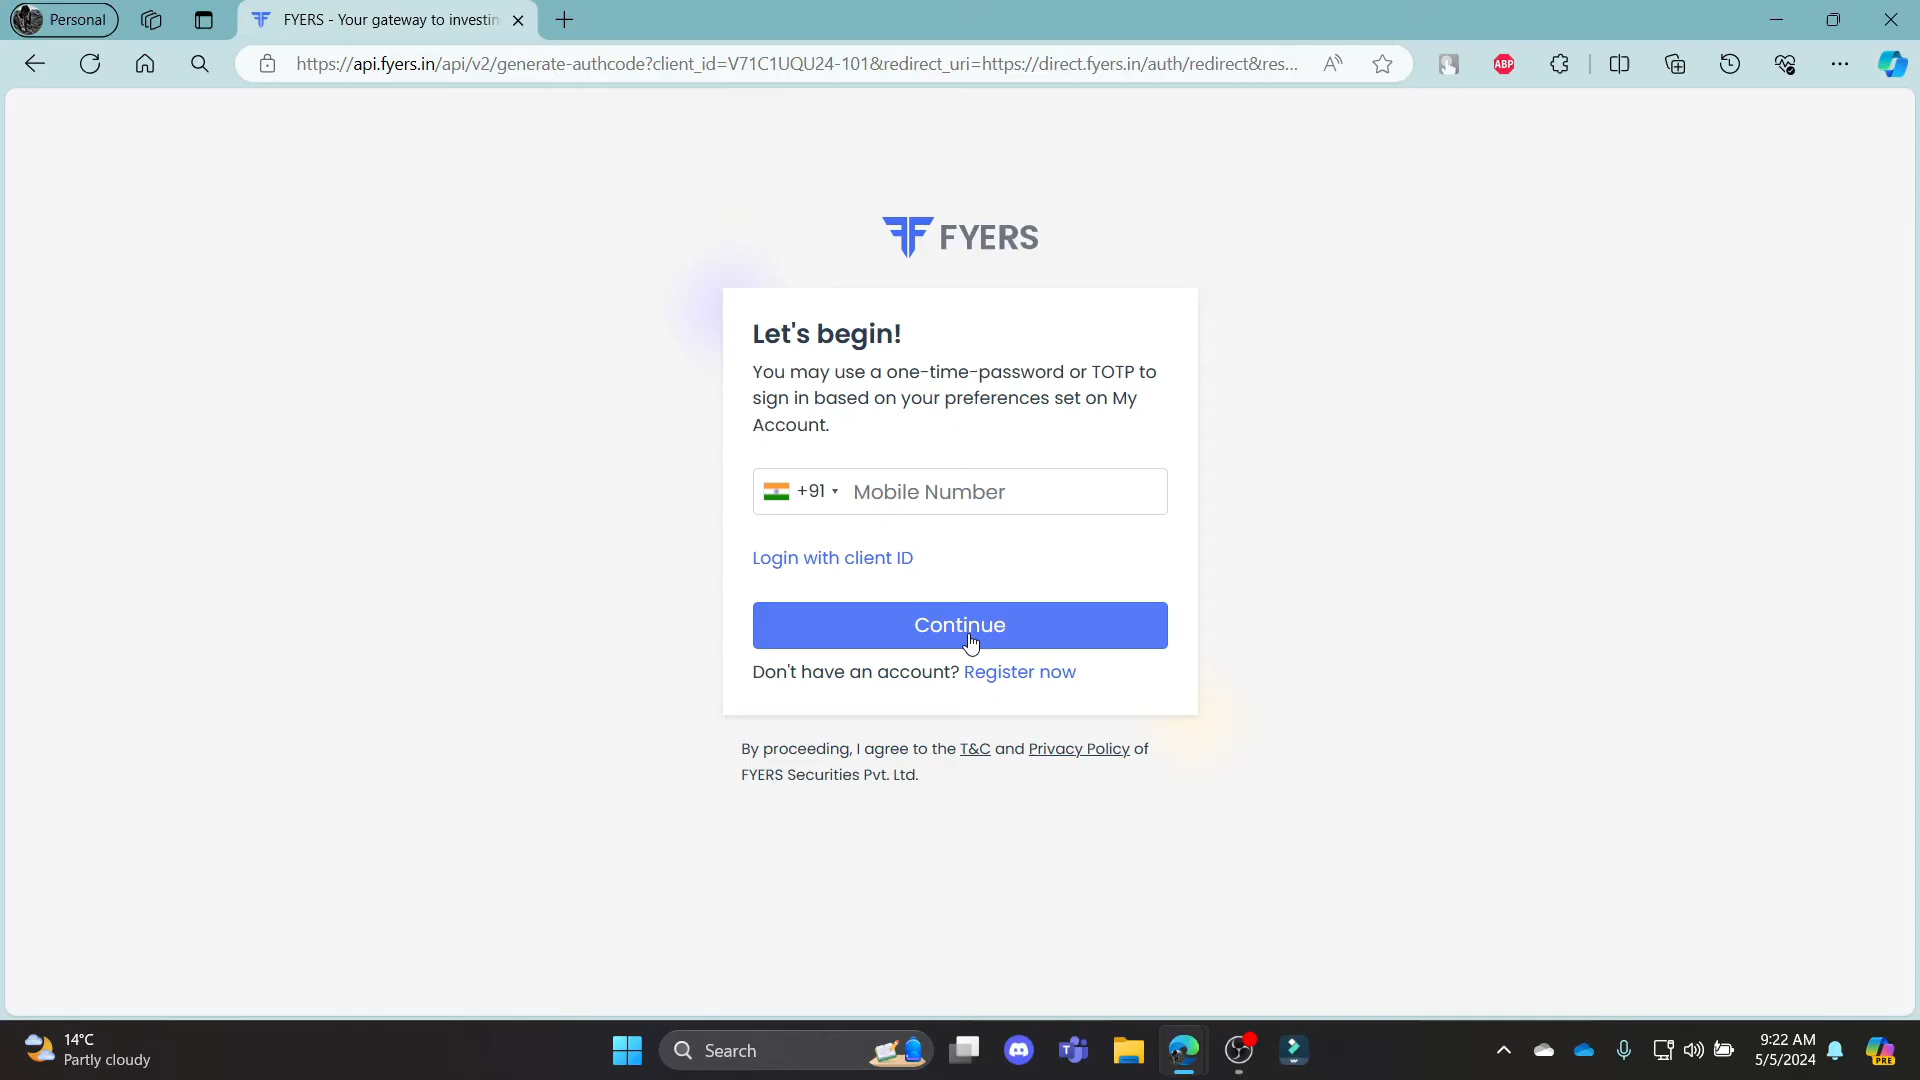 Personal
FYERS - Your gateway to investin
https://api.fyers.in/api/v2/generate-authcode?client_id=V71C1UQU24-101&redirect_uri=https://direct.fyers.in/auth/redirect&res...
ABP
FYERS
Let's begin!
You may use a one-time-password or TOTP to
sign in based on your preferences set on My
Account.
+91 Mobile Number
Login with client ID
Continue
Don't have an account? Register now
By proceeding, I agree to the T&C and Privacy Policy of
FYERS Securities Pvt. Ltd.
14°C
Partly cloudy
Search
9:22 AM
5/5/2024
PRE